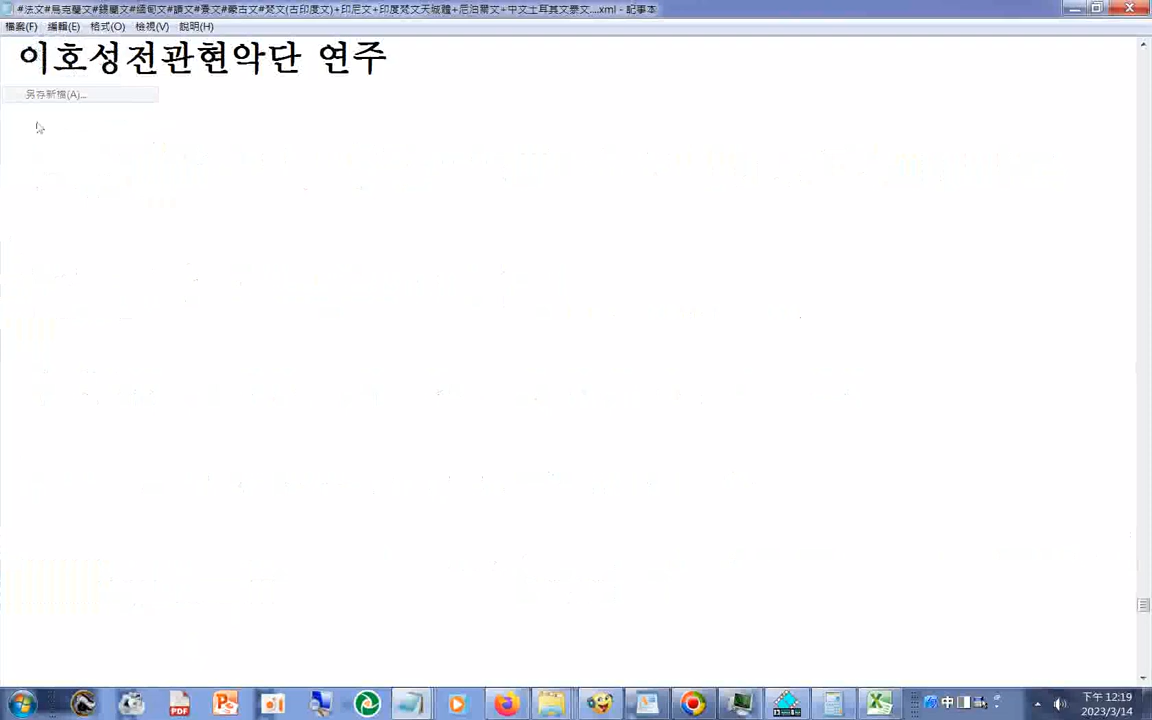 #法文#烏克蘭文#錫蘭文#緬甸文#讀文#寮文#蒙古文#梵文(古印度文)+印尼文+印度梵文天城體+尼泊爾文+中文土耳其文泰文....xml - 記事本
檔案(F) 編輯(E) 格式(O) 檢視(V) 說明(H)
이호성전관현악단 연주
另存新檔(A)...
中
下午 12:19
2023/3/14